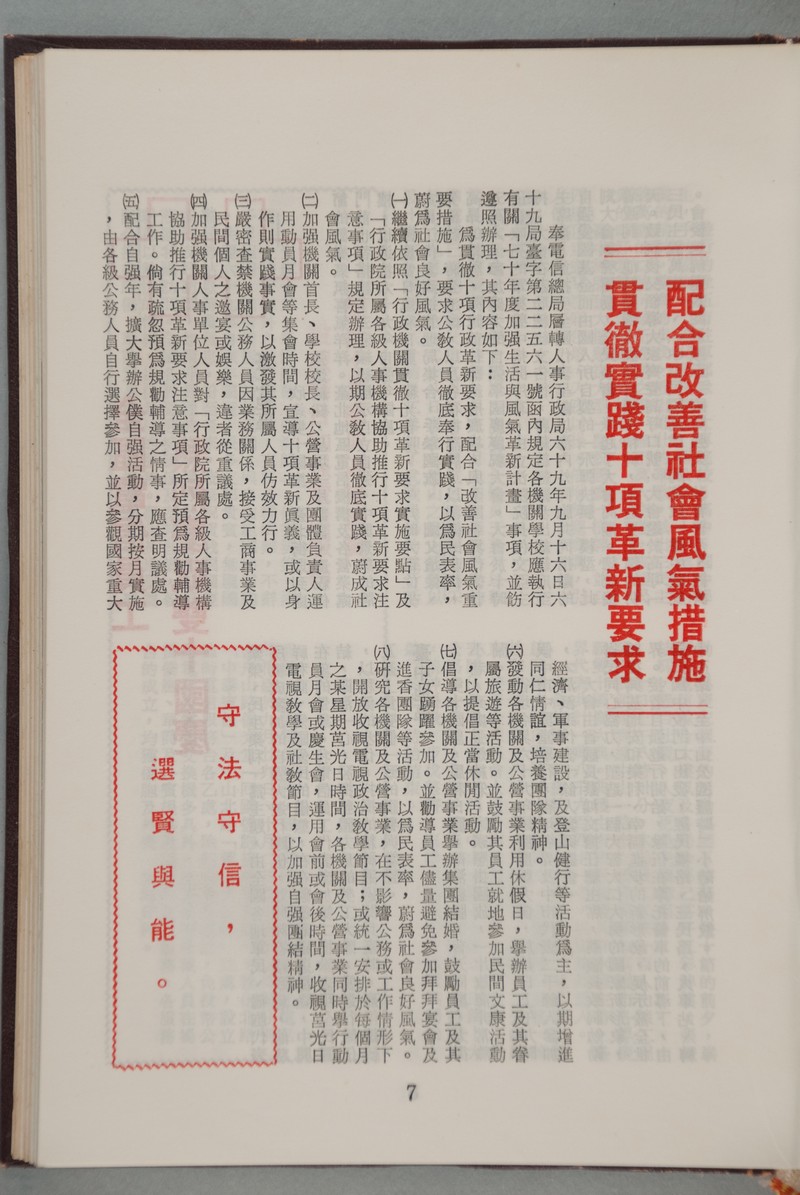 配合改善社會風氣措施
貫徹實踐十項革新要求
奉電信總局層轉人事行政局六十九年九月十六日六
十九局臺字第二二五六一號函內規定各機關學校應執行
有關「七十年度加强生活與風氣革新計畫」事項，並飭
遵照辦理，其內容如下：
爲貫徹十項行政革新要求，配合「改善社會風氣重
要措施」，要求公敎人員徹底奉行實踐，以爲民表率，
蔚爲社會良好風氣。
㈠繼續依照「行政機關貫徹十項革新要求實施要點」及
「行政院所屬各級人事機構協助推行十項革新要求注
意事項」規定辦理，以期公敎人員徹底實踐，蔚成社
會風氣。
㈡加强機關首長、學校校長、公營事業及團體負責人運
用動員月會等集會時間，宣導十項革新眞義，或以身
作則實踐事實，以激發其所屬人員仿效力行。
㈢嚴密查禁機關公務人員因業務關係，接受工商事業及
民間個人之邀宴或娛樂，違者從重議處。
㈣加强機關人事單位人員對「行政院所屬各級人事機構
協助推行十項革新要求注意事項」所定預爲規勸輔導
工作。倘有疏忽預爲規勸輔導之情事，應查明議處。
㈤配合自强年，擴大舉辦公僕自强活動，分期按月實施
，由各級公務人員自行選擇參加，並以參觀國家重大
經濟、軍事建設，及登山健行等活動爲主，以期增進
同仁情誼，培養團隊精神。
㈥發動各機關及公營事業利用休假日，舉辦員工及其眷
屬旅遊等活動。並鼓勵其員工就地參加民間文康活動
，以提倡正當休閒活動。
㈦倡導各機關及公營事業舉辦集團結婚，鼓勵員工及其
子女踴躍參加。並勸導員工儘量避免參加拜拜宴會及
進香團隊等活動，以爲民表率，蔚爲社會良好風氣。
㈧研究各機關及公營事業，在不影響公務或工作情形下
，開放收視電視政治敎學節目；或統一安排於每個月
之某星期莒光日時間，各機關及公營事業同時舉行動
員月會或慶生會，運用會前或會後時間，收視莒光日
電視敎學及社敎節目，以加强自强團結精神。
守法守信，
選賢與能。
7